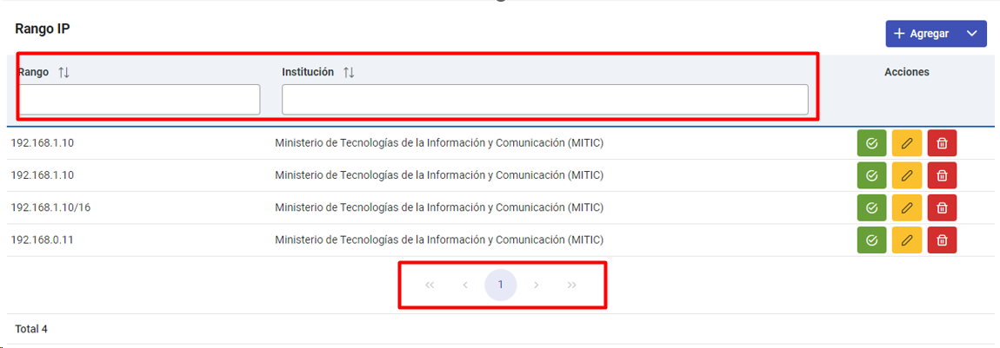 Rango IP
Agregar
Rango Institución Acciones
192.168.1.10 Ministerio de Tecnologías de la Información y Comunicación (MITIC)
192.168.1.10 Ministerio de Tecnologías de la Información y Comunicación (MITIC)
192.168.1.10/16 Ministerio de Tecnologías de la Información y Comunicación (MITIC)
192.168.0.11 Ministerio de Tecnologías de la Información y Comunicación (MITIC)
« ‹ 1 › »
Total 4